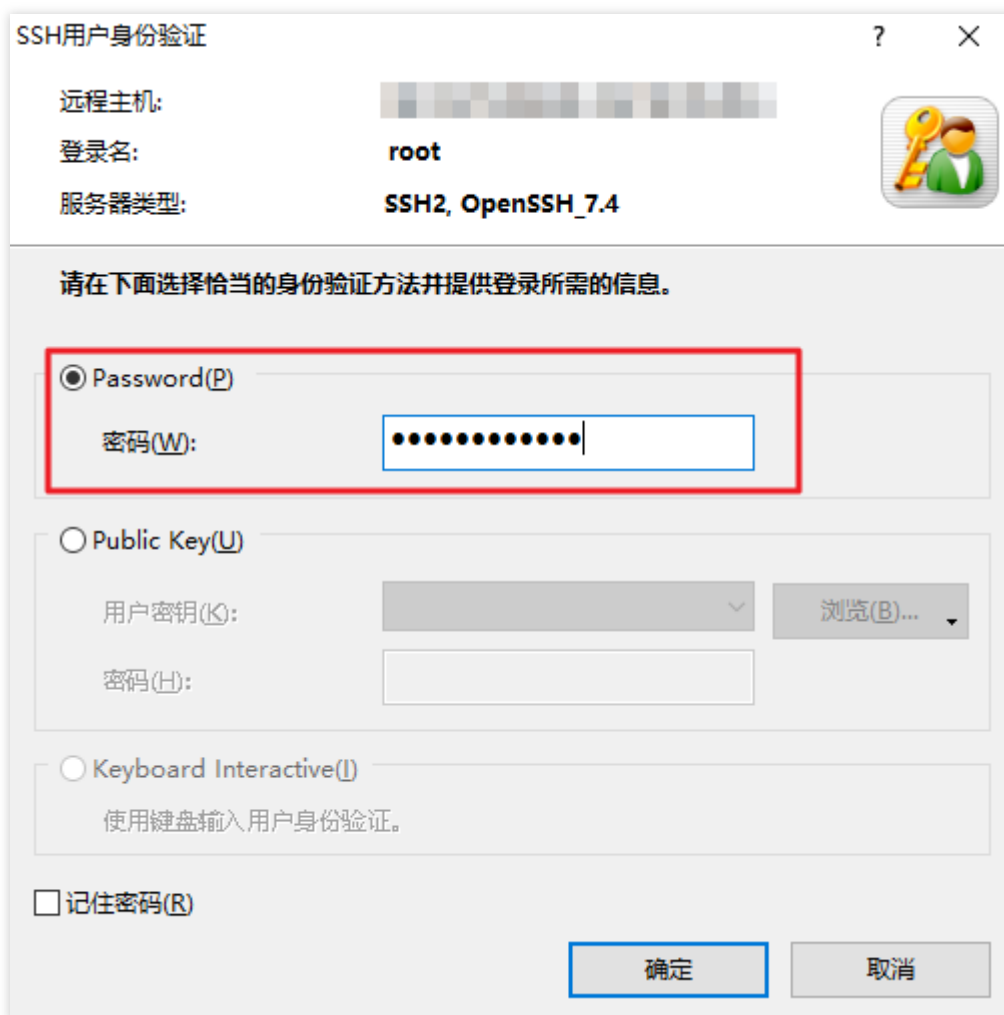 SSH用户身份验证
远程主机:
登录名: root
服务器类型: SSH2, OpenSSH_7.4
请在下面选择恰当的身份验证方法并提供登录所需的信息。
Password(P)
密码(W): ●●●●●●●●●●●●
Public Key(U)
用户密钥(K): 浏览(B)...
密码(H):
Keyboard Interactive(I)
使用键盘输入用户身份验证。
记住密码(R)
确定 取消